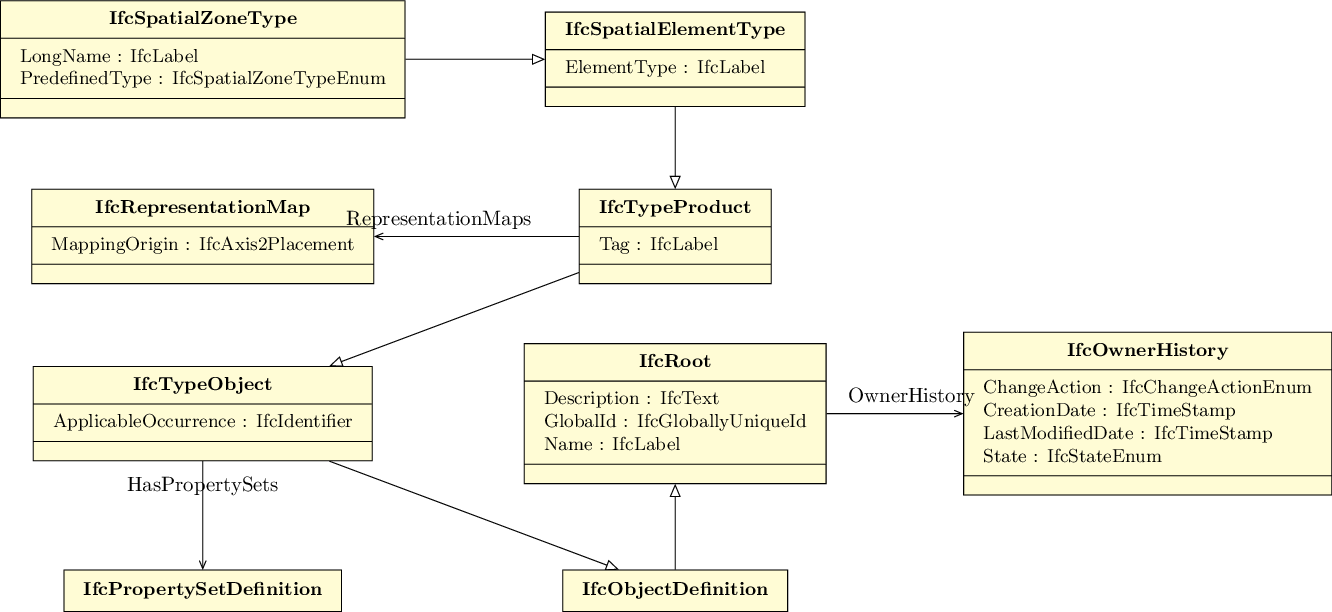 IfcSpatialZoneType
LongName : IfcLabel
PredefinedType : IfcSpatialZoneTypeEnum
IfcSpatialElementType
ElementType : IfcLabel
IfcRepresentationMap
MappingOrigin : IfcAxis2Placement
RepresentationMaps
IfcTypeProduct
Tag : IfcLabel
IfcTypeObject
ApplicableOccurrence : IfcIdentifier
IfcRoot
Description : IfcText
GlobalId : IfcGloballyUniqueId
Name : IfcLabel
OwnerHistory
IfcOwnerHistory
ChangeAction : IfcChangeActionEnum
CreationDate : IfcTimeStamp
LastModifiedDate : IfcTimeStamp
State : IfcStateEnum
HasPropertySets
IfcPropertySetDefinition
IfcObjectDefinition